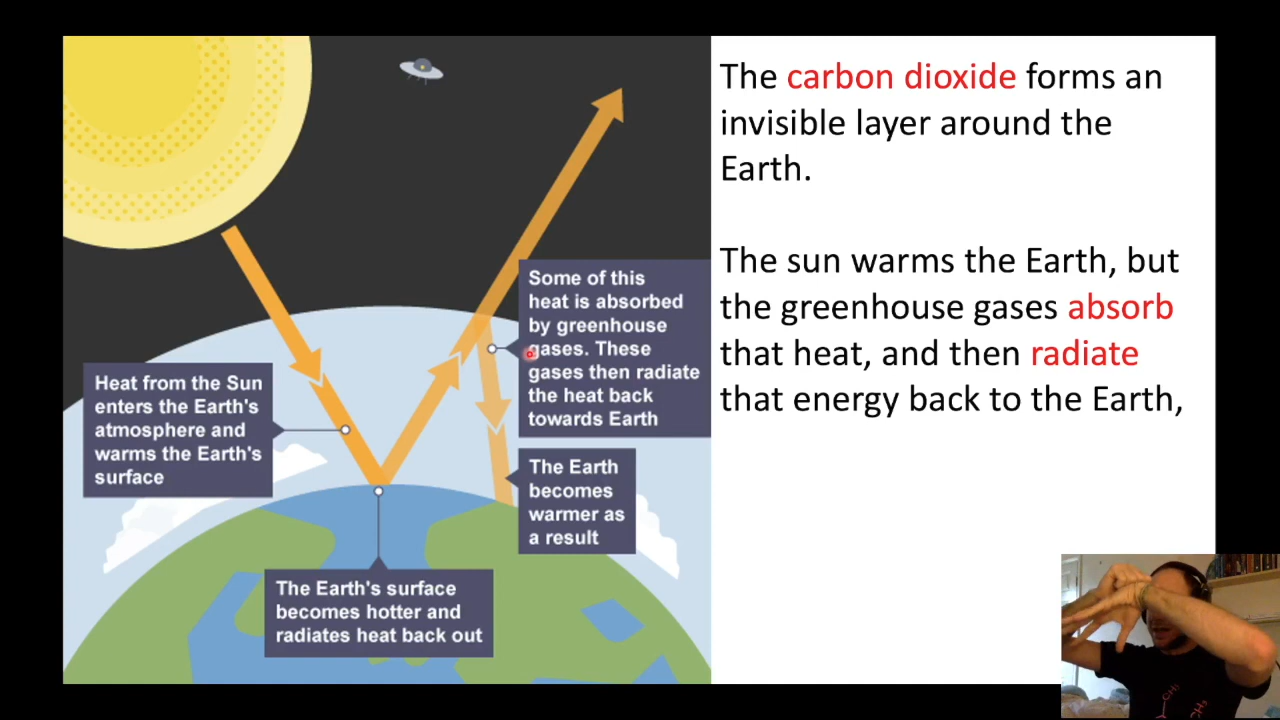 The carbon dioxide forms an
invisible layer around the
Earth.
The sun warms the Earth, but
the greenhouse gases absorb
that heat, and then radiate
that energy back to the Earth,
Some of this
heat is absorbed
by greenhouse
gases. These
gases then radiate
the heat back
towards Earth
Heat from the Sun
enters the Earth's
atmosphere and
warms the Earth's
surface
The Earth
becomes
warmer as
a result
The Earth's surface
becomes hotter and
radiates heat back out
CH₃